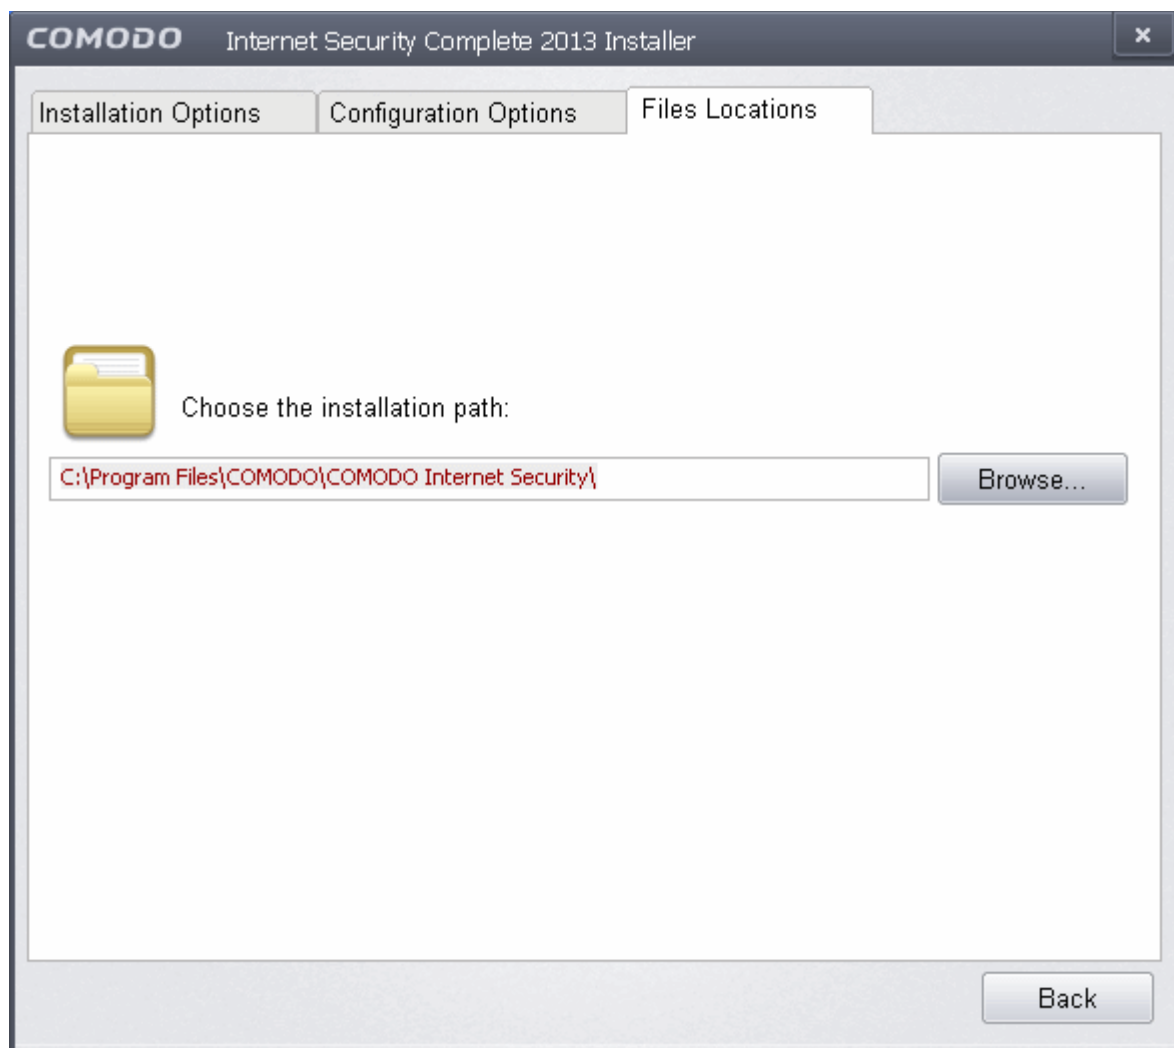 COMODO Internet Security Complete 2013 Installer
Installation Options Configuration Options Files Locations
Choose the installation path:
C:\Program Files\COMODO\COMODO Internet Security\ Browse...
Back